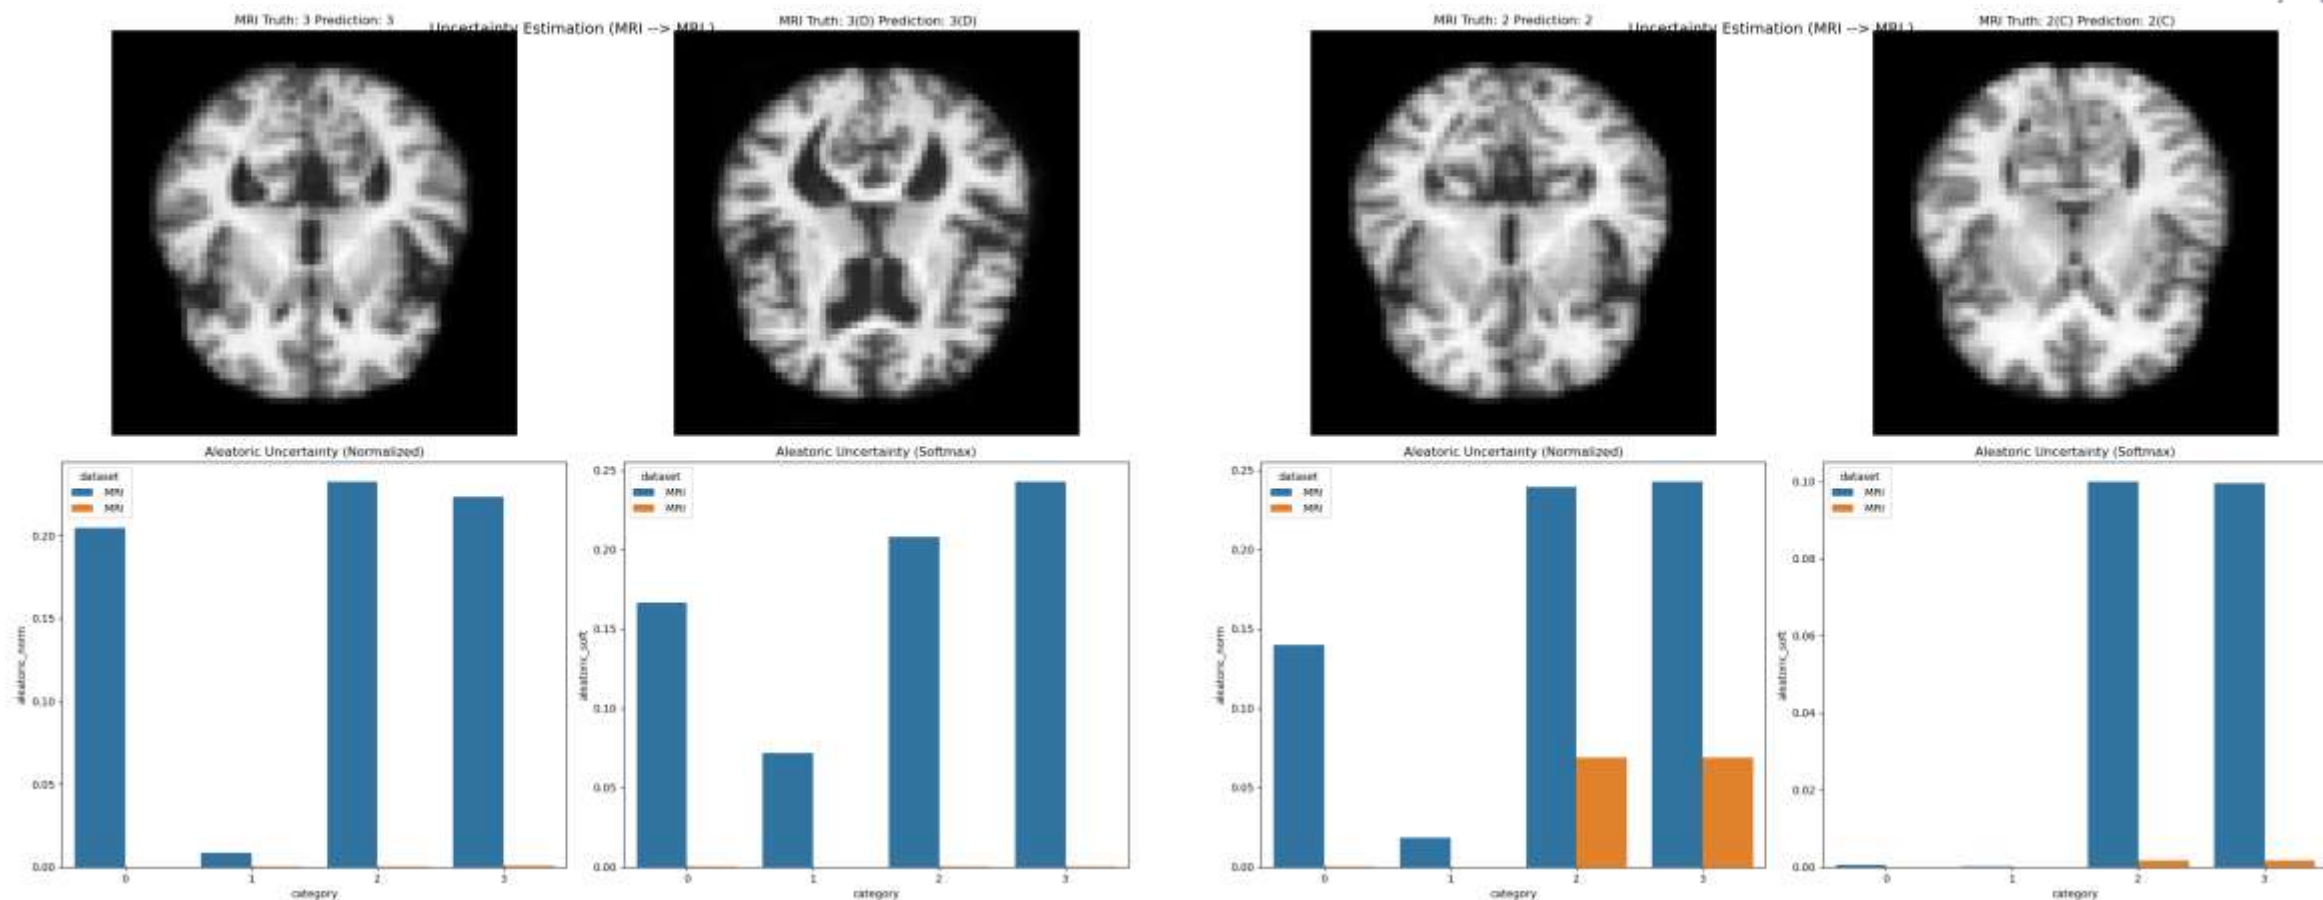 MRI Truth: 3 Prediction: 3
Uncertainty Estimation (MRI --> MRI )
MRI Truth: 3(D) Prediction: 3(D)
MRI Truth: 2 Prediction: 2
Uncertainty Estimation (MRI --> MRI )
MRI Truth: 2(C) Prediction: 2(C)
Aleatoric Uncertainty (Normalized)
dataset
MRI
MRI
0.20
0.15
0.10
0.05
0.00
aleatoric_norm
0 1 2 3
category
Aleatoric Uncertainty (Softmax)
dataset
MRI
MRI
0.25
0.20
0.15
0.10
0.05
0.00
aleatoric_soft
0 1 2 3
category
Aleatoric Uncertainty (Normalized)
dataset
MRI
MRI
0.25
0.20
0.15
0.10
0.05
0.00
aleatoric_norm
0 1 2 3
category
Aleatoric Uncertainty (Softmax)
dataset
MRI
MRI
0.10
0.08
0.06
0.04
0.02
0.00
aleatoric_soft
0 1 2 3
category